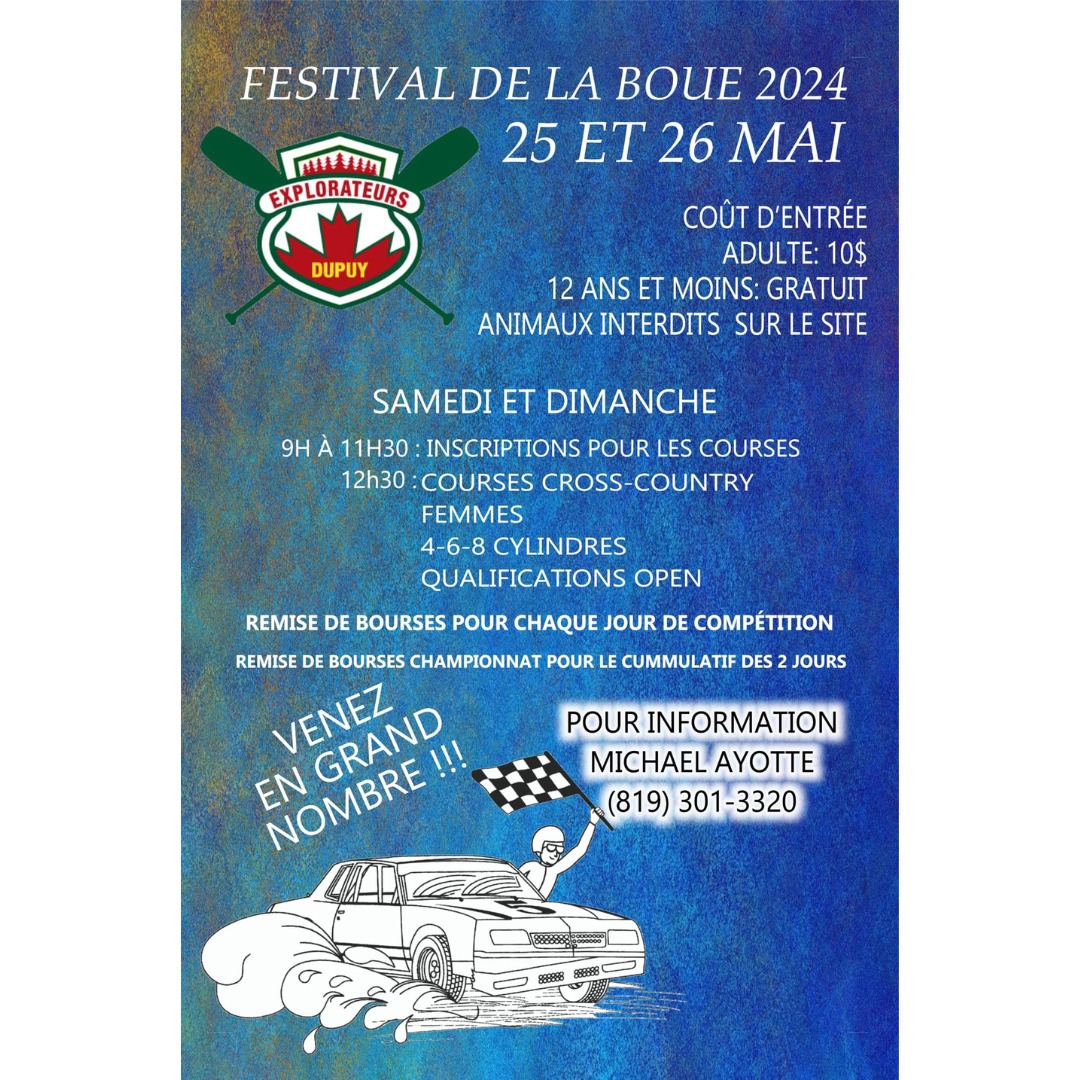 FESTIVAL DE LA BOUE 2024
25 ET 26 MAI
EXPLORATEURS
DUPUY
COÛT D'ENTRÉE
ADULTE: 10$
12 ANS ET MOINS: GRATUIT
ANIMAUX INTERDITS SUR LE SITE
SAMEDI ET DIMANCHE
9H À 11H30 : INSCRIPTIONS POUR LES COURSES
12h30 : COURSES CROSS-COUNTRY
FEMMES
4-6-8 CYLINDRES
QUALIFICATIONS OPEN
REMISE DE BOURSES POUR CHAQUE JOUR DE COMPÉTITION
REMISE DE BOURSES CHAMPIONNAT POUR LE CUMMULATIF DES 2 JOURS
VENEZ
EN GRAND
NOMBRE !!!
POUR INFORMATION
MICHAEL AYOTTE
(819) 301-3320